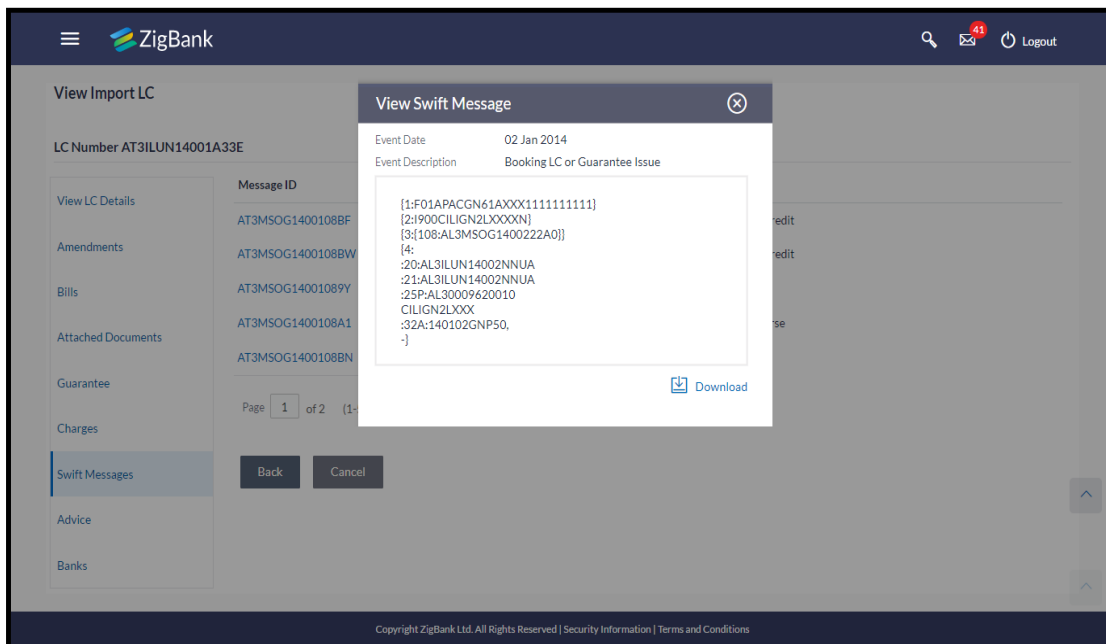 ZigBank
41
Logout
View Import LC
LC Number AT3ILUN14001A33E
View LC Details
Amendments
Bills
Attached Documents
Guarantee
Charges
Swift Messages
Advice
Banks
Message ID
AT3MSOG1400108BF
redit
AT3MSOG1400108BW
redit
AT3MSOG14001089Y
AT3MSOG1400108A1
rse
AT3MSOG1400108BN
Page 1 of 2 (1-
Back Cancel
View Swift Message
Event Date 02 Jan 2014
Event Description Booking LC or Guarantee Issue
{1:F01APACGN61AXXX1111111111}
{2:I900CILIGN2LXXXXN}
{3:{108:AL3MSOG1400222A0}}
{4:
:20:AL3ILUN14002NNUA
:21:AL3ILUN14002NNUA
:25P:AL30009620010
CILIGN2LXXX
:32A:140102GNP50,
-}
Download
Copyright ZigBank Ltd. All Rights Reserved | Security Information | Terms and Conditions